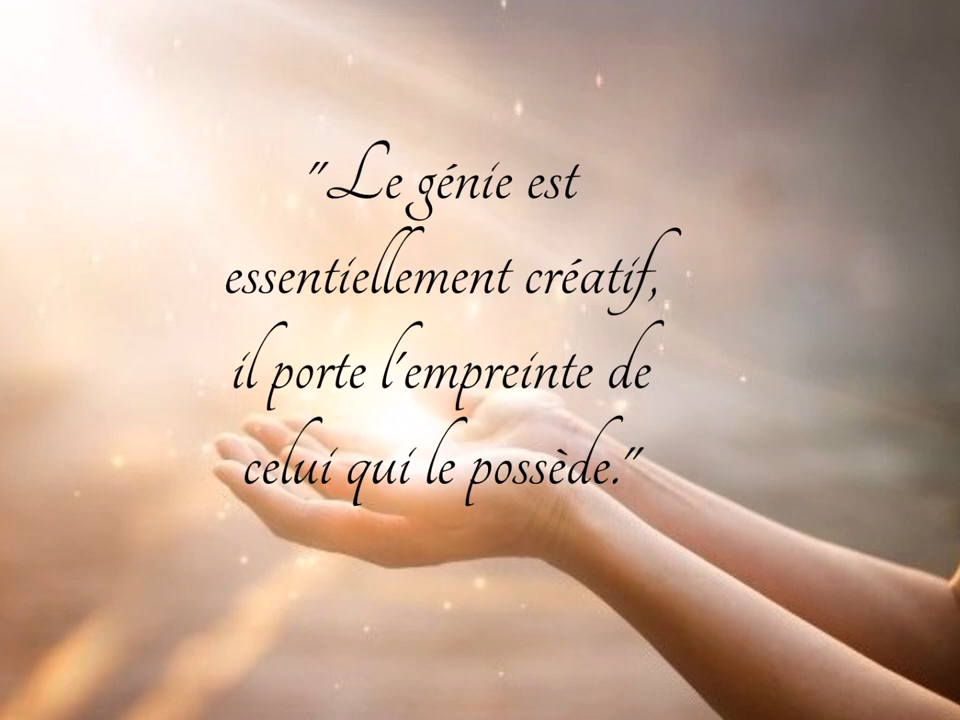 "Le génie est
essentiellement créatif,
il porte l'empreinte de
celui qui le possède."